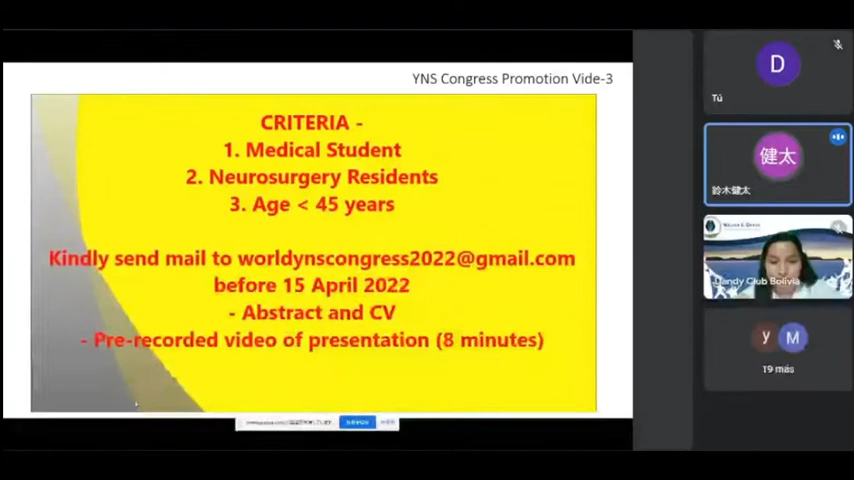 YNS Congress Promotion Vide-3
CRITERIA -
1. Medical Student
2. Neurosurgery Residents
3. Age < 45 years
Kindly send mail to worldynscongress2022@gmail.com
before 15 April 2022
- Abstract and CV
- Pre-recorded video of presentation (8 minutes)
D
Tú
健太
鈴木健太
Dandy Club Bolivia
y
M
19 más